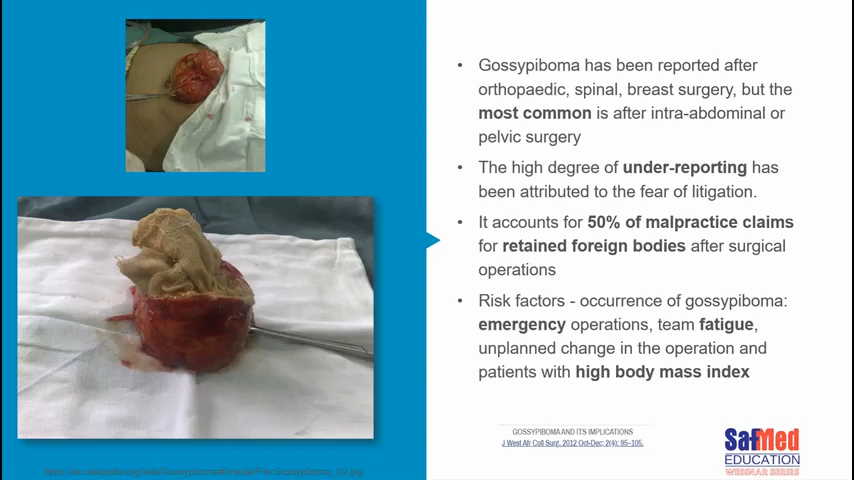 • Gossypiboma has been reported after
orthopaedic, spinal, breast surgery, but the
most common is after intra-abdominal or
pelvic surgery
• The high degree of under-reporting has
been attributed to the fear of litigation.
• It accounts for 50% of malpractice claims
for retained foreign bodies after surgical
operations
• Risk factors - occurrence of gossypiboma:
emergency operations, team fatigue,
unplanned change in the operation and
patients with high body mass index
GOSSYPIBOMA AND ITS IMPLICATIONS
J West Afr Coll Surg. 2012 Oct-Dec; 2(4): 95–105.
SafMed
EDUCATION
WEBINAR SERIES